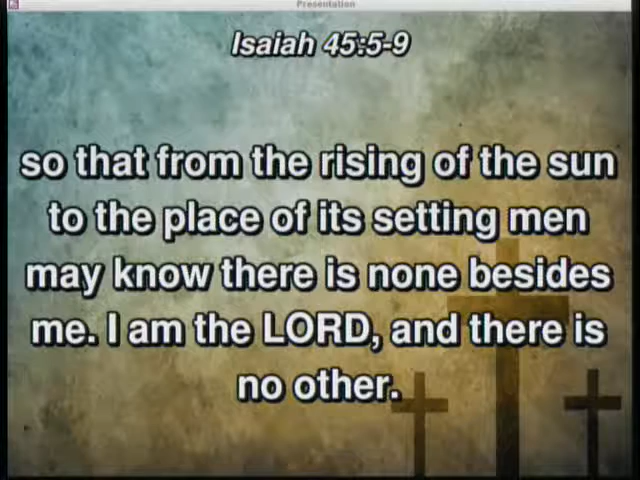 Presentation
Isaiah 45:5-9
so that from the rising of the sun
to the place of its setting men
may know there is none besides
me. I am the LORD, and there is
no other.